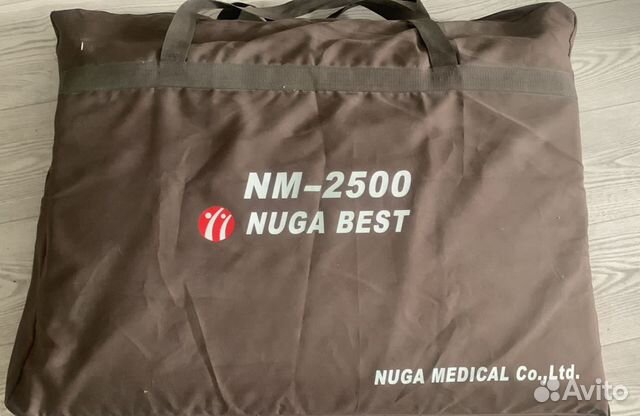 NM-2500
NUGA BEST
NUGA MEDICAL Co.,Ltd.
Avito